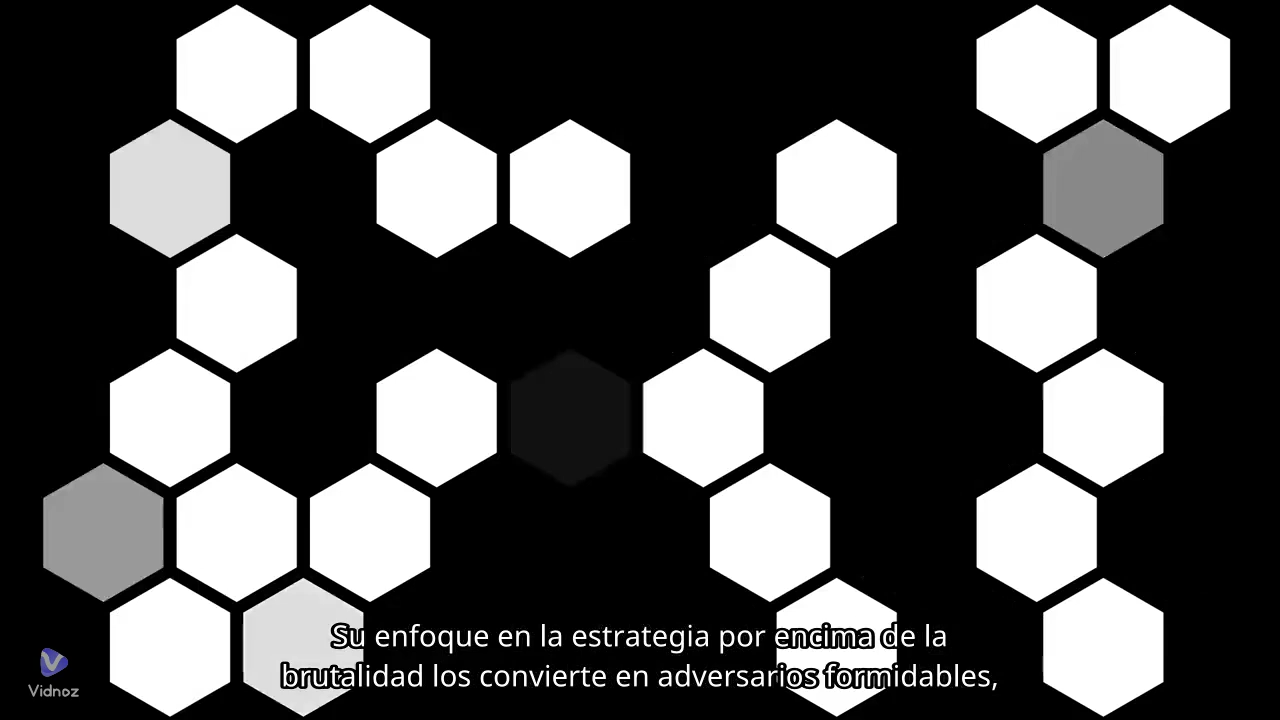 Su enfoque en la estrategia por encima de la
brutalidad los convierte en adversarios formidables,
Vidnoz